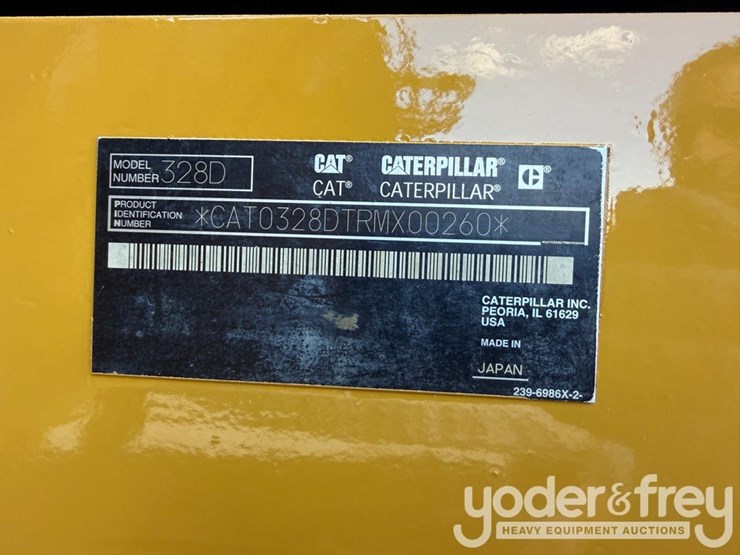 MODEL NUMBER 328D
CAT® CATERPILLAR® C
CAT® CATERPILLAR®
PRODUCT IDENTIFICATION NUMBER *CAT0328DTRMX00260*
CATERPILLAR INC.
PEORIA, IL 61629
USA
MADE IN
JAPAN
239-6986X-2-
yoder&frey
HEAVY EQUIPMENT AUCTIONS